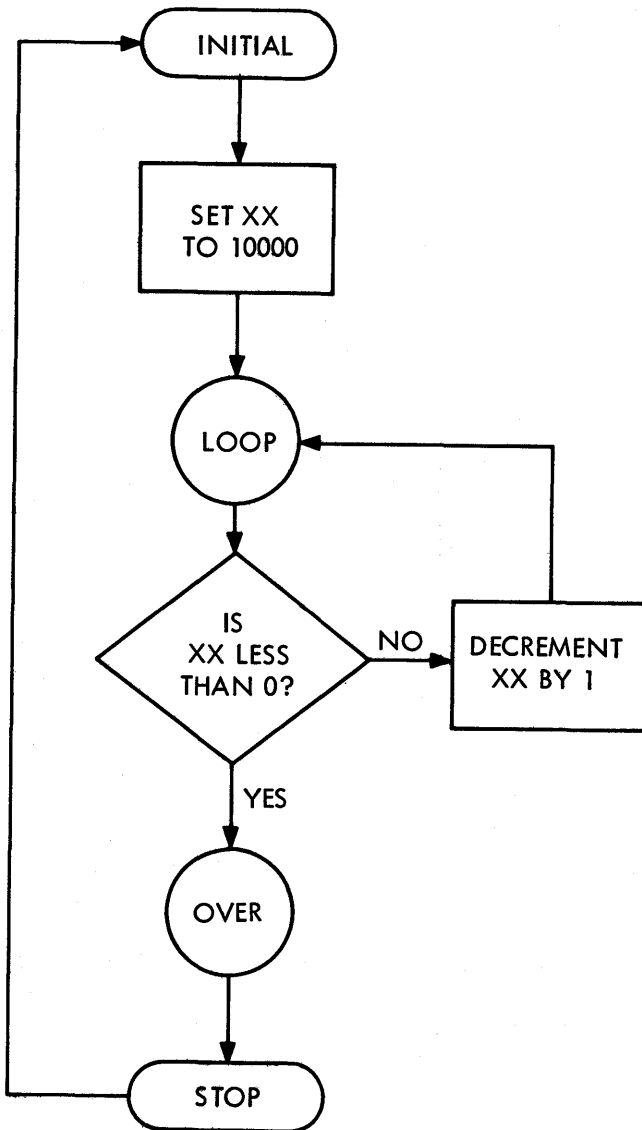 INITIAL
SET XX
TO 10000
LOOP
IS
XX LESS
THAN 0?
NO
DECREMENT
XX BY 1
YES
OVER
STOP